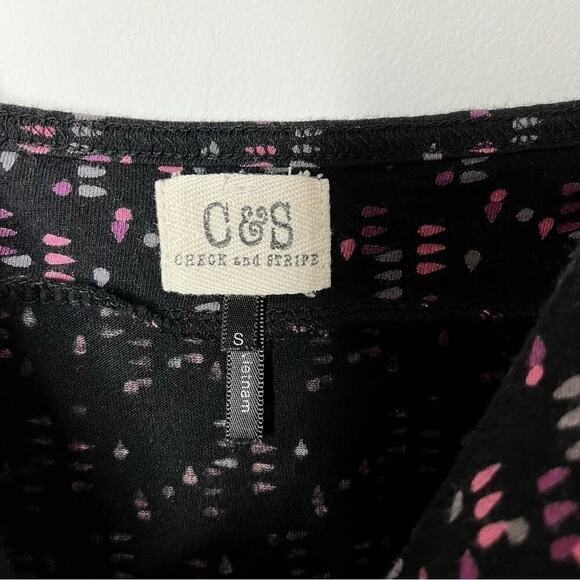 C & S
CHECK and STRIPE
S
Vietnam